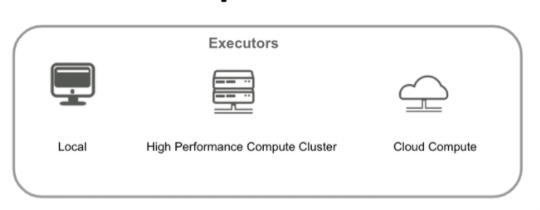 Executors
Local
High Performance Compute Cluster
Cloud Compute